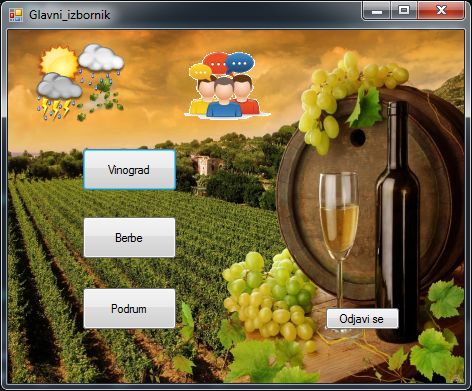 Glavni_izbornik
Vinograd
Berbe
Podrum
Odjavi se